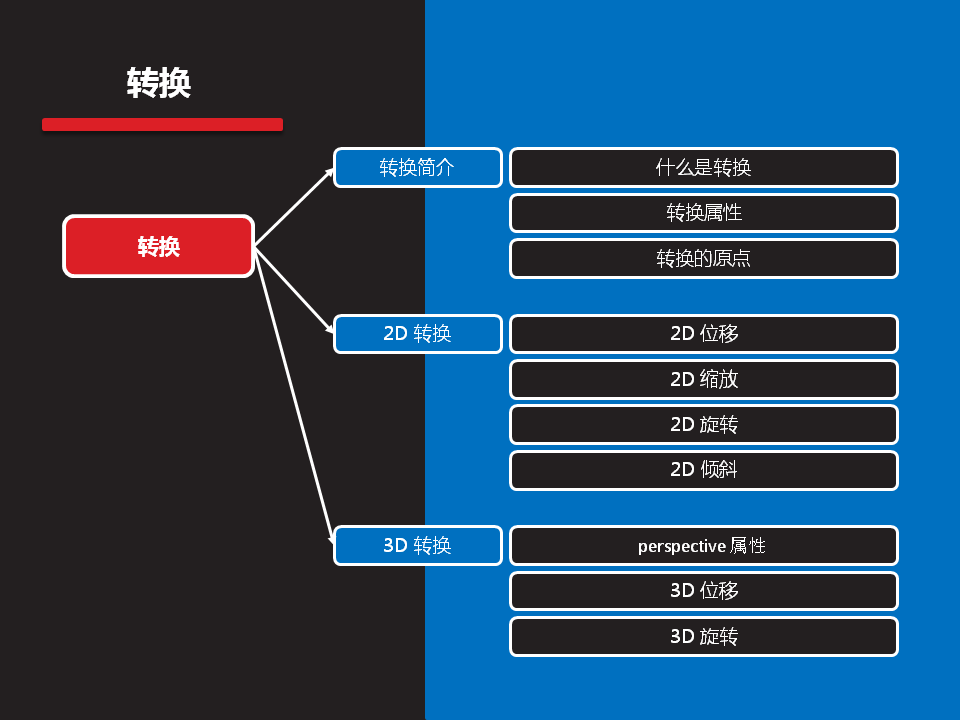 转换
转换
转换简介
什么是转换
转换属性
转换的原点
2D 转换
2D 位移
2D 缩放
2D 旋转
2D 倾斜
3D 转换
perspective 属性
3D 位移
3D 旋转